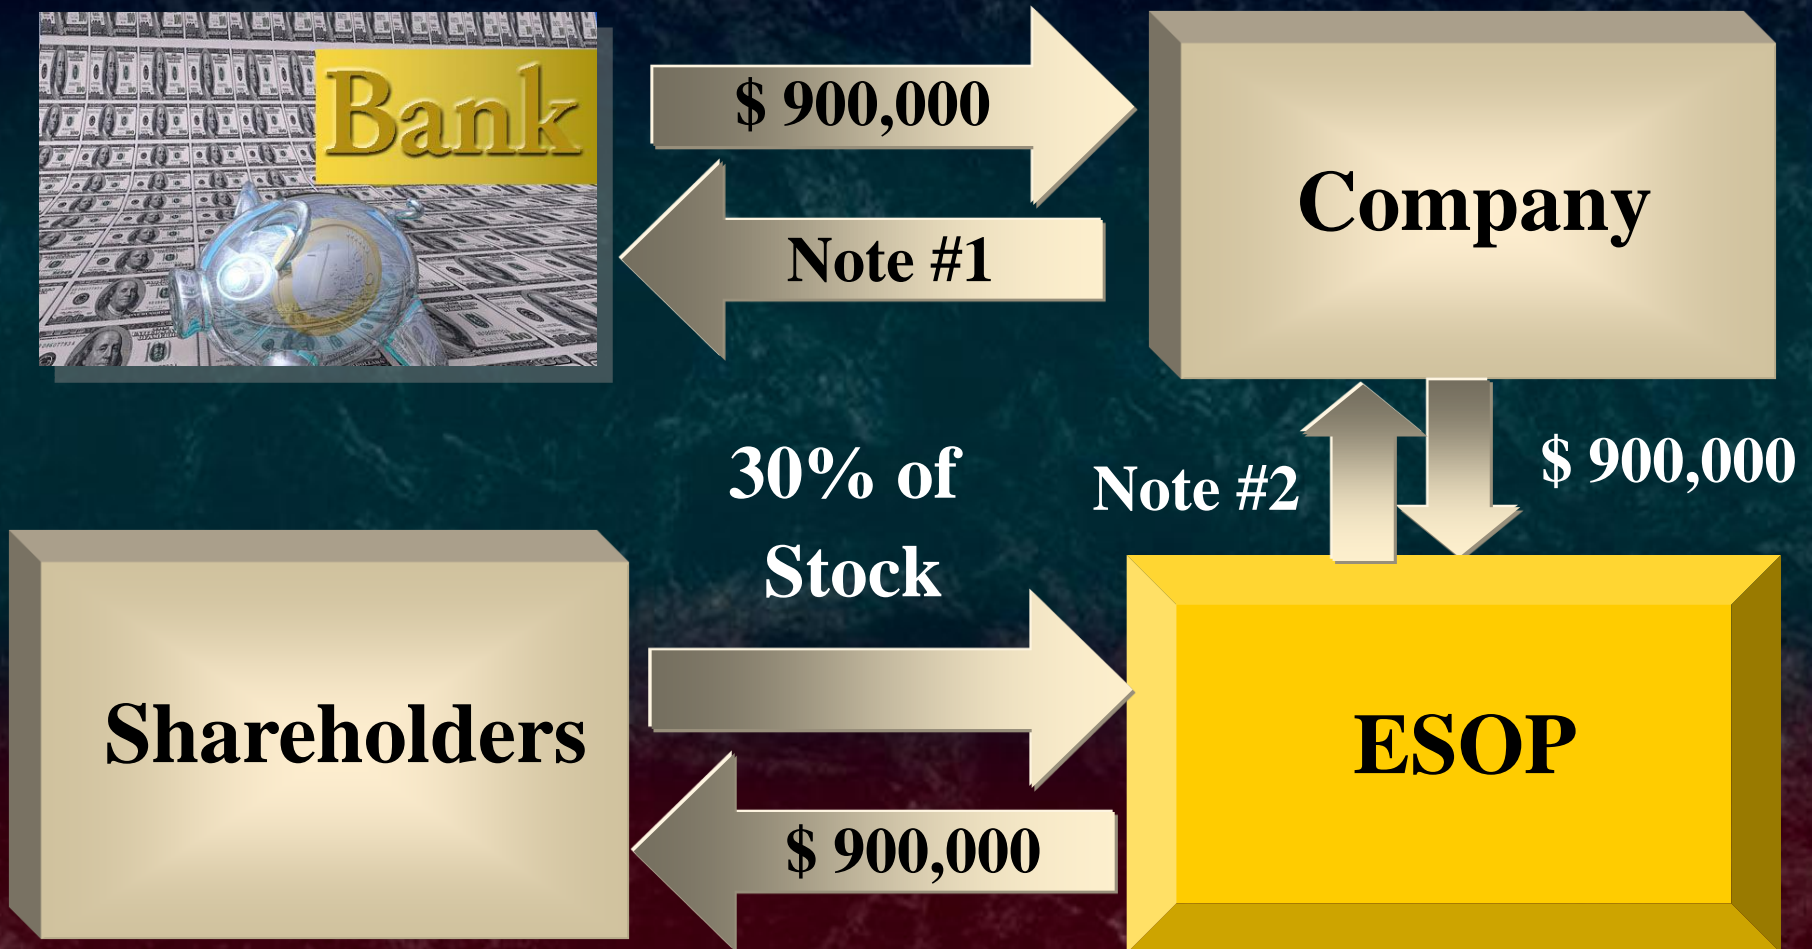 Bank
$ 900,000
Note #1
Company
30% of
Stock
Note #2
$ 900,000
Shareholders
ESOP
$ 900,000